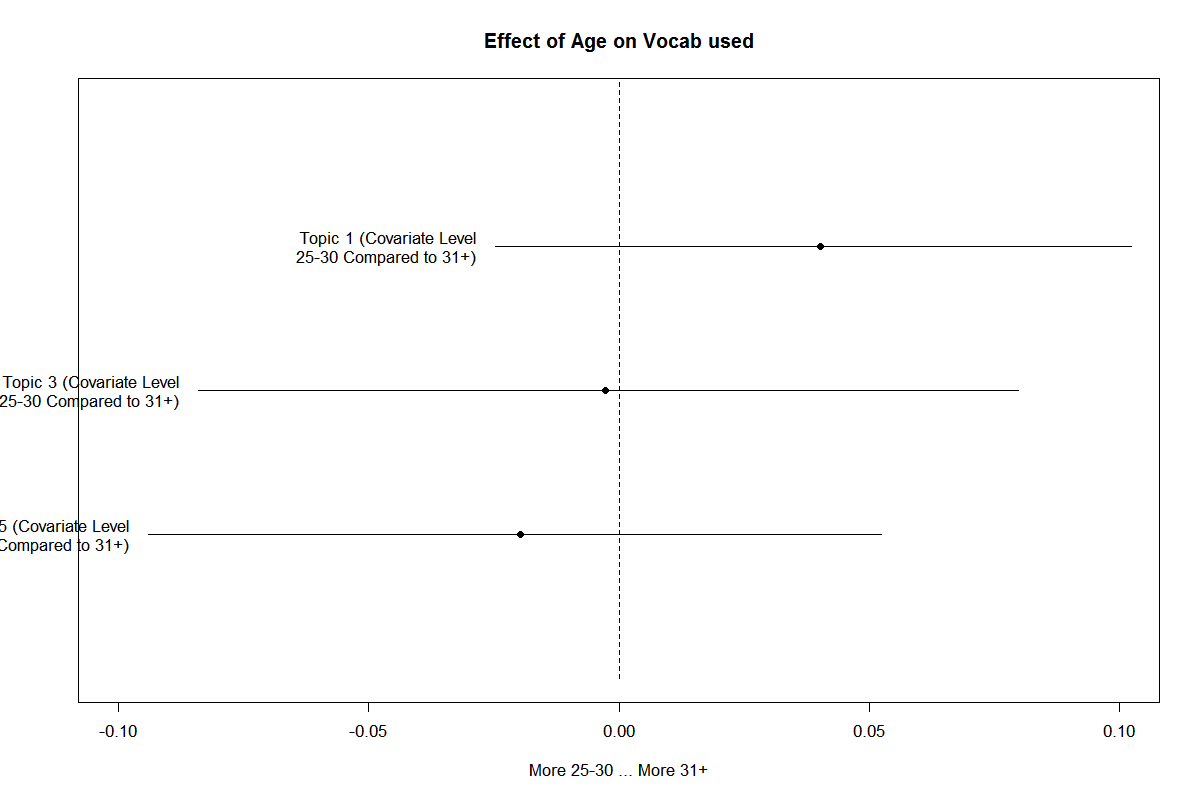 Effect of Age on Vocab used
Topic 1 (Covariate Level
25-30 Compared to 31+)
Topic 3 (Covariate Level
25-30 Compared to 31+)
5 (Covariate Level
Compared to 31+)
-0.10 -0.05 0.00 0.05 0.10
More 25-30 ... More 31+